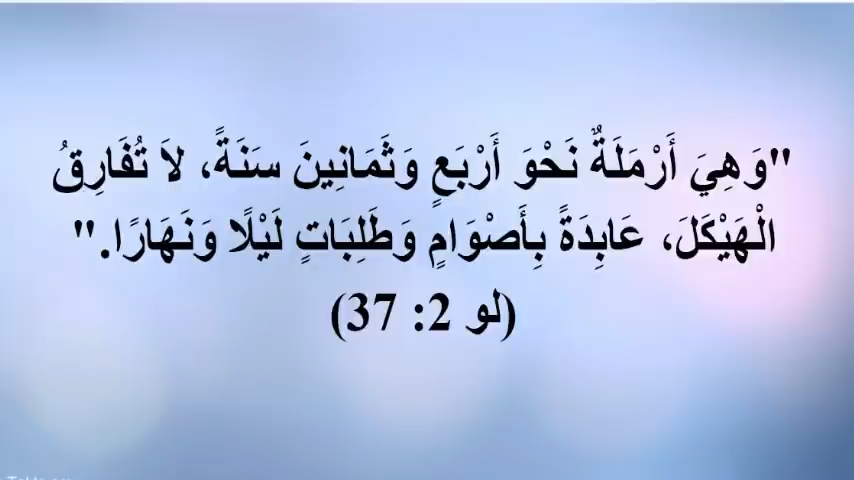 "وَهِيَ أَرْمَلَةٌ نَحْوَ أَرْبَعٍ وَثَمَانِينَ سَنَةً، لاَ تُفَارِقُ
الْهَيْكَلَ، عَابِدَةً بِأَصْوَامٍ وَطَلِبَاتٍ لَيْلًا وَنَهَارًا."
(لو 2: 37)